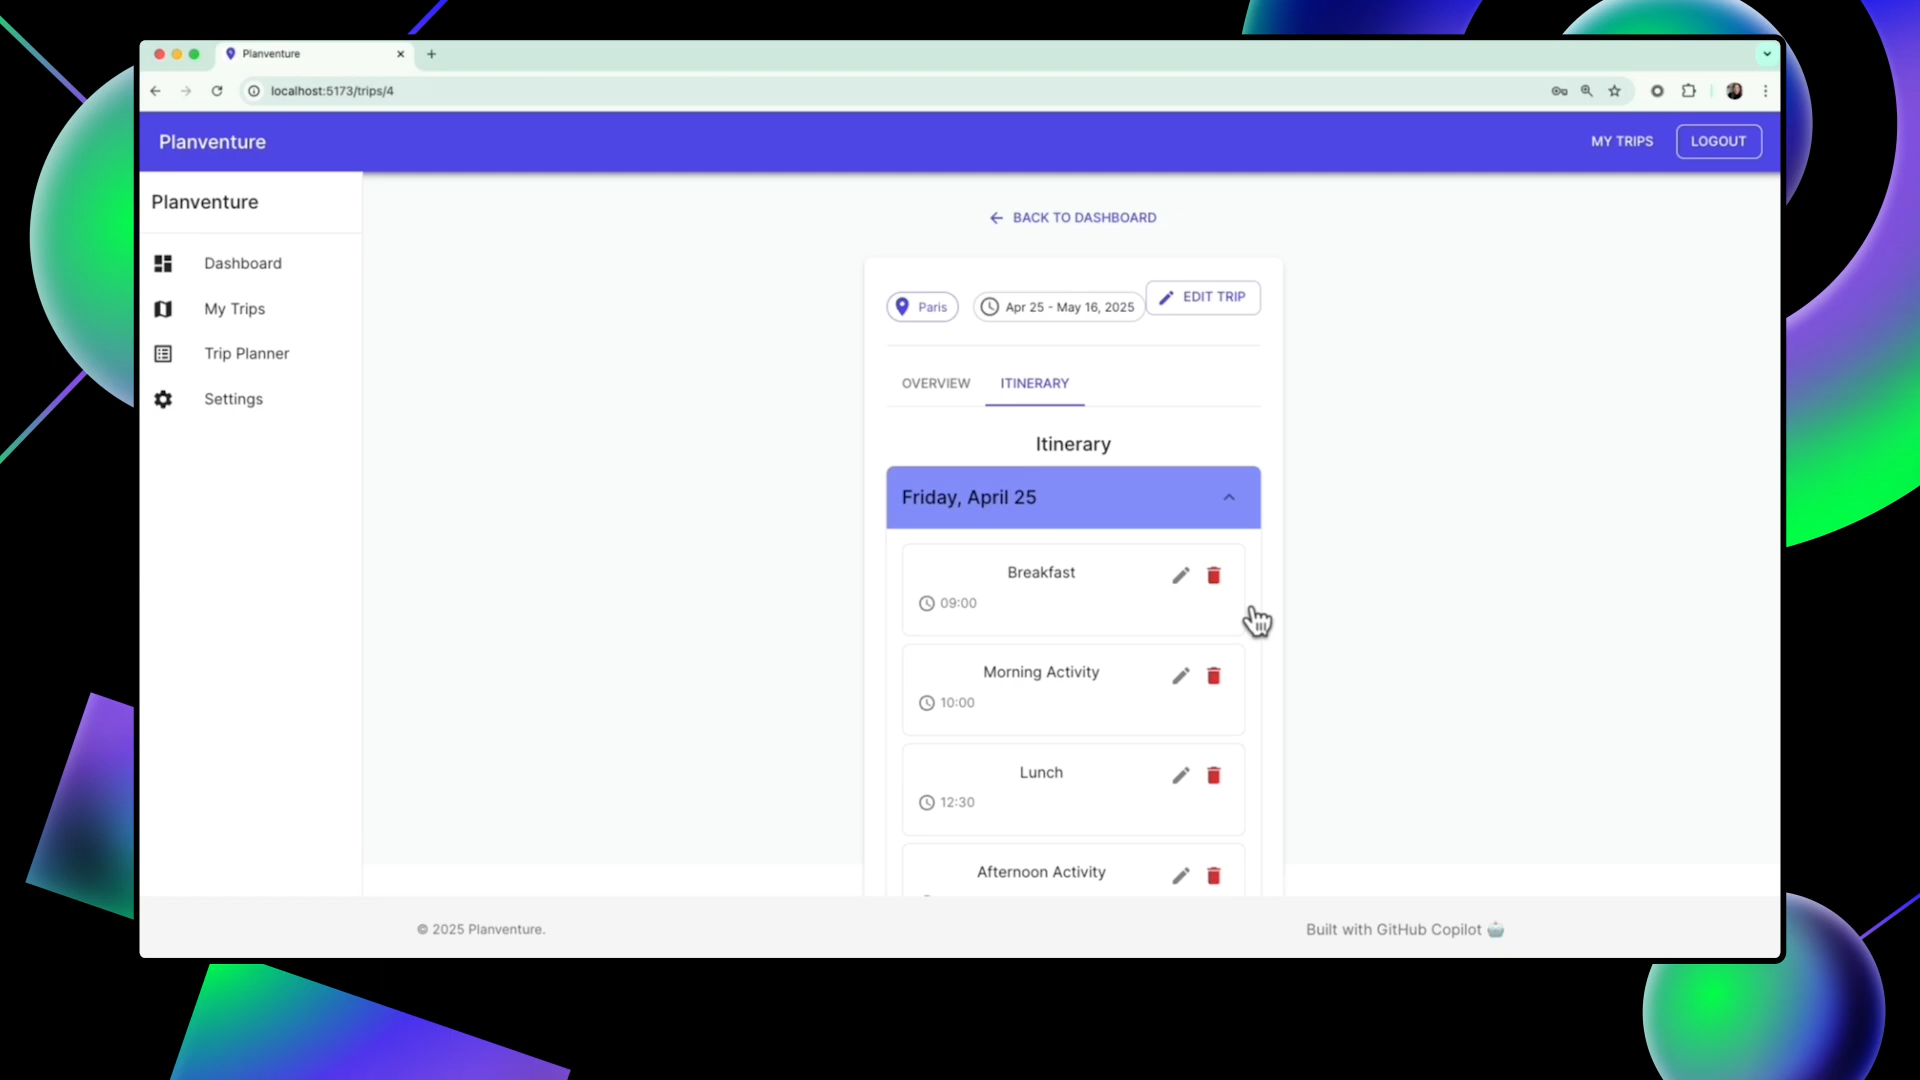 Planventure
localhost:5173/trips/4
Planventure
MY TRIPS
LOGOUT
Planventure
Dashboard
My Trips
Trip Planner
Settings
BACK TO DASHBOARD
Paris
Apr 25 - May 16, 2025
EDIT TRIP
OVERVIEW
ITINERARY
Itinerary
Friday, April 25
Breakfast
09:00
Morning Activity
10:00
Lunch
12:30
Afternoon Activity
© 2025 Planventure.
Built with GitHub Copilot